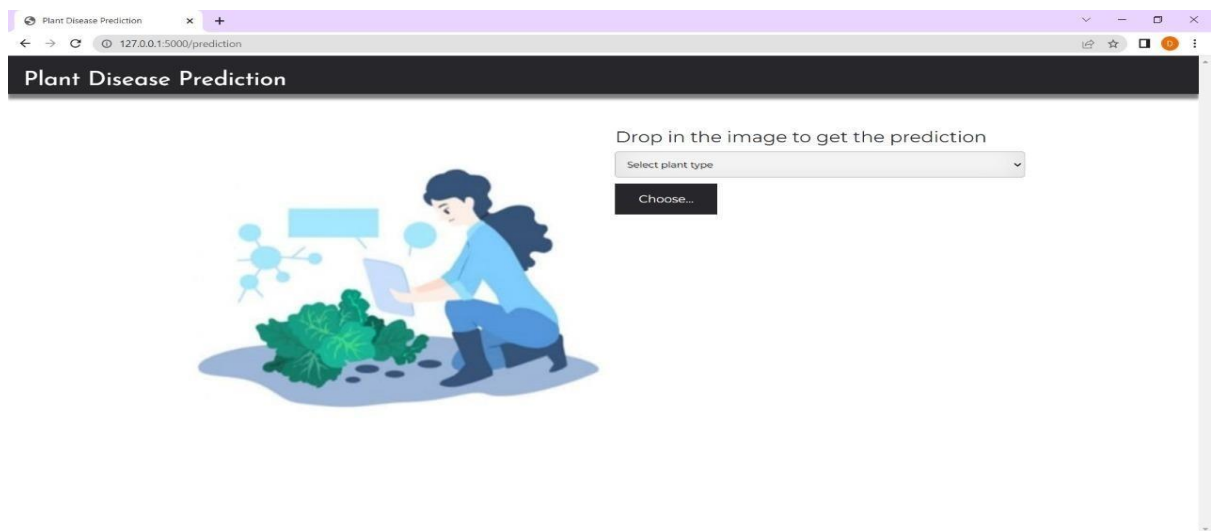 Plant Disease Prediction
127.0.0.1:5000/prediction
D
Plant Disease Prediction
Drop in the image to get the prediction
Select plant type
Choose...